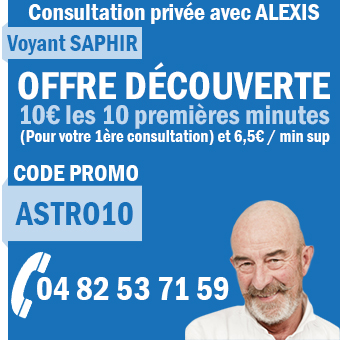 Consultation privée avec ALEXIS
Voyant SAPHIR
OFFRE DÉCOUVERTE
10€ les 10 premières minutes
(Pour votre 1ère consultation) et 6,5€ / min sup
CODE PROMO
ASTRO10
04 82 53 71 59